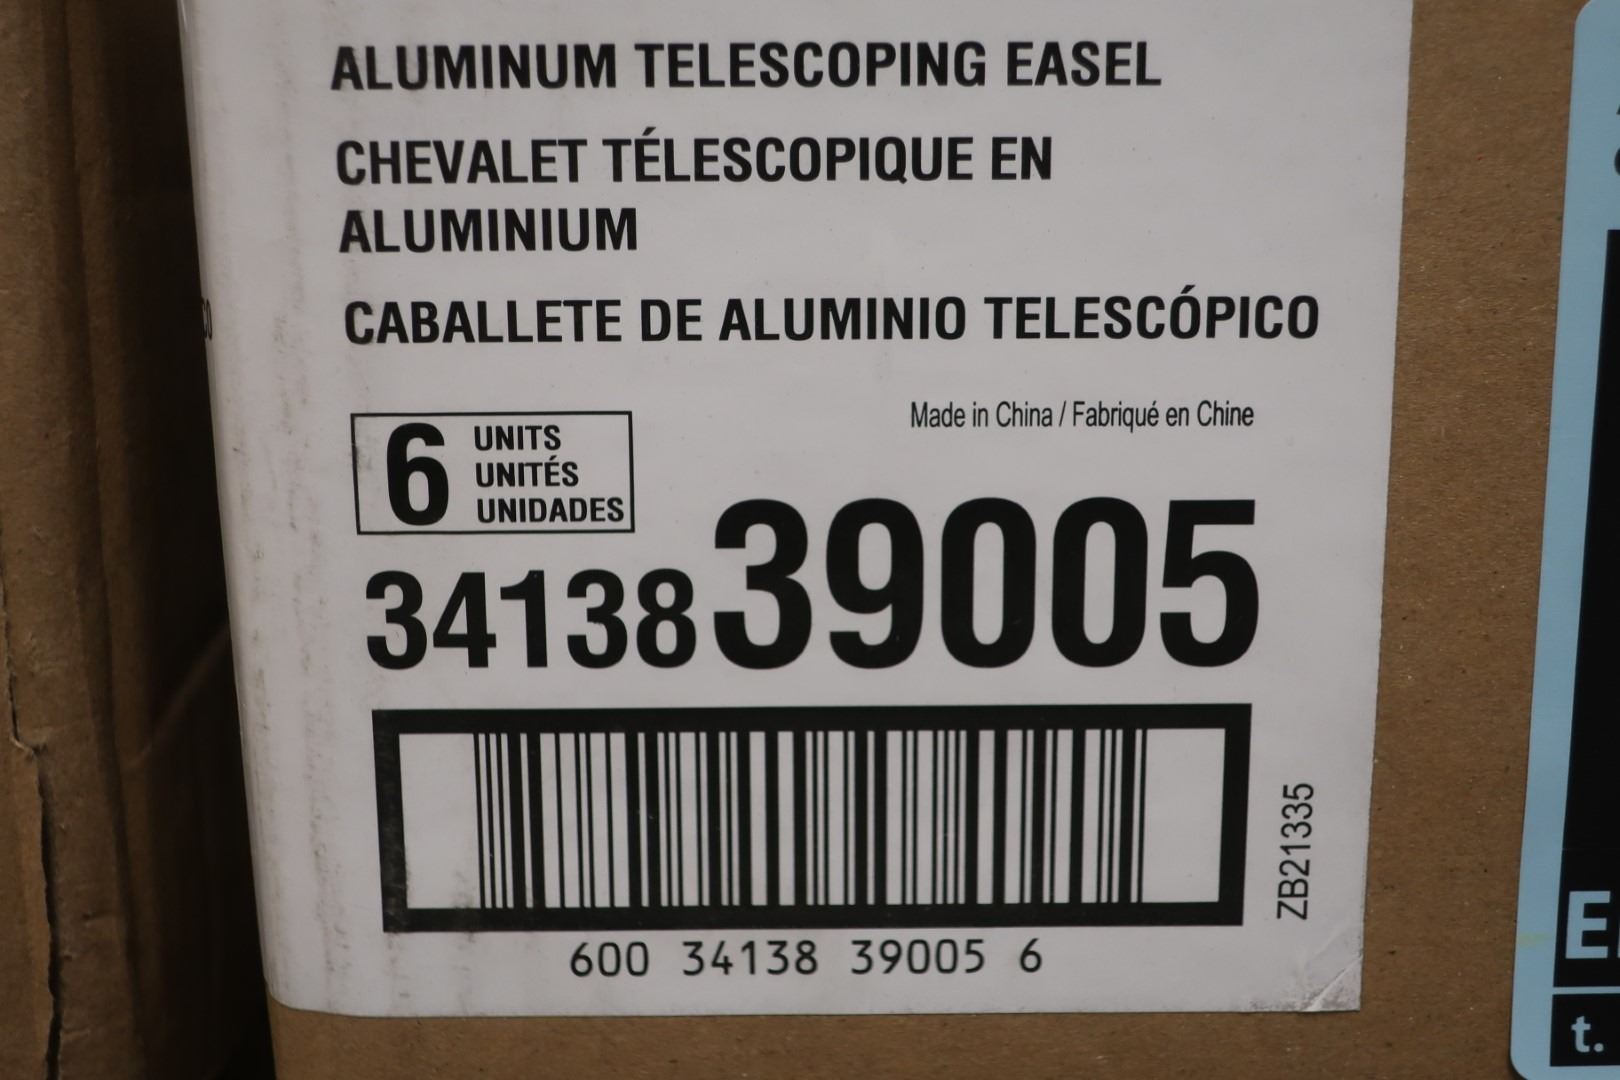 ALUMINUM TELESCOPING EASEL
CHEVALET TÉLESCOPIQUE EN
ALUMINIUM
CABALLETE DE ALUMINIO TELESCÓPICO
Made in China / Fabriqué en Chine
6 UNITS
UNITÉS
UNIDADES
34138 39005
ZB21335
600 34138 39005 6
t.